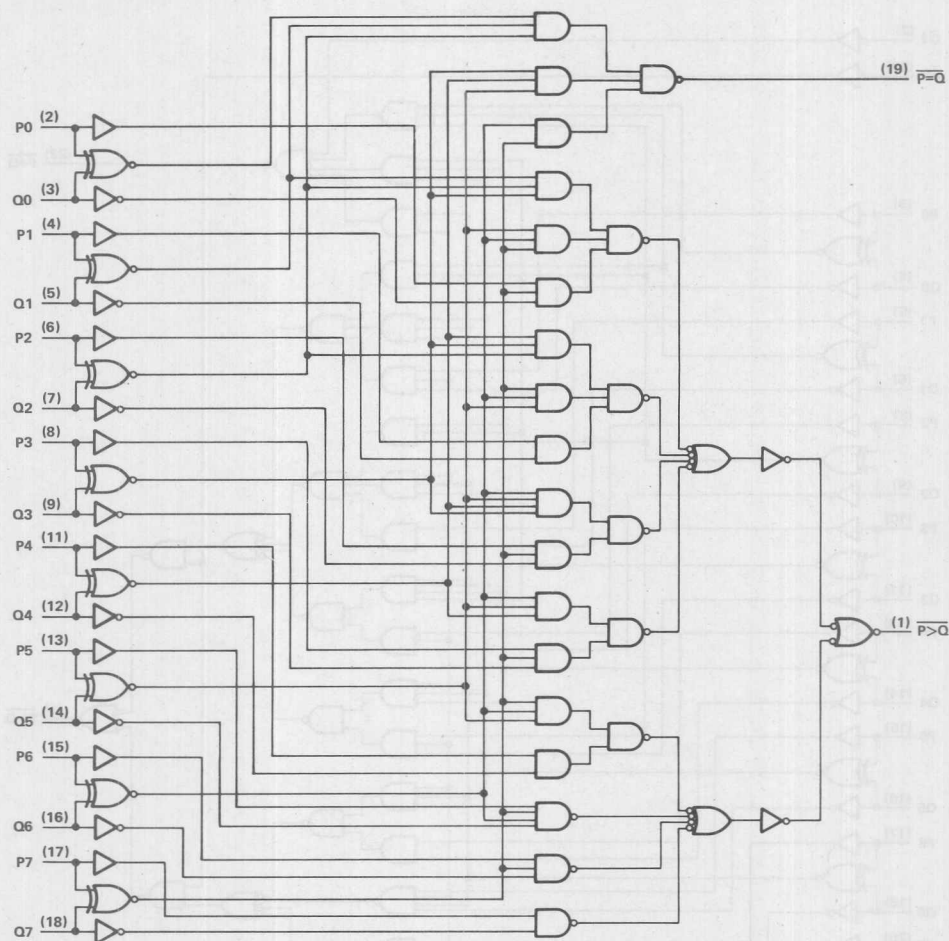 (19) P=Q
P0 (2)
Q0 (3)
P1 (4)
Q1 (5)
P2 (6)
Q2 (7)
P3 (8)
Q3 (9)
P4 (11)
Q4 (12)
(1) P>Q
P5 (13)
Q5 (14)
P6 (15)
Q6 (16)
P7 (17)
Q7 (18)